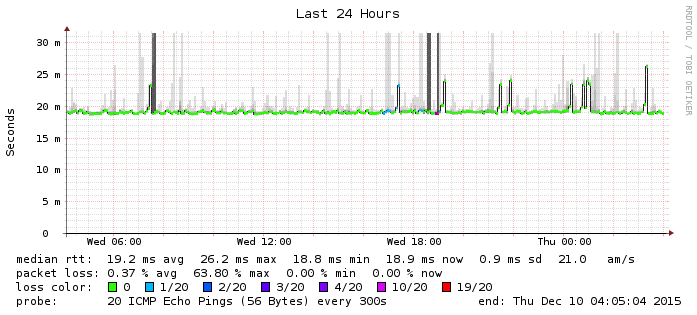 Last 24 Hours
RRDTOOL / TOBI OETIKER
Seconds
30 m
25 m
20 m
15 m
10 m
5 m
0
Wed 06:00 Wed 12:00 Wed 18:00 Thu 00:00
median rtt: 19.2 ms avg 26.2 ms max 18.8 ms min 18.9 ms now 0.9 ms sd 21.0 am/s
packet loss: 0.37 % avg 63.80 % max 0.00 % min 0.00 % now
loss color: 0 1/20 2/20 3/20 4/20 10/20 19/20
probe: 20 ICMP Echo Pings (56 Bytes) every 300s end: Thu Dec 10 04:05:04 2015